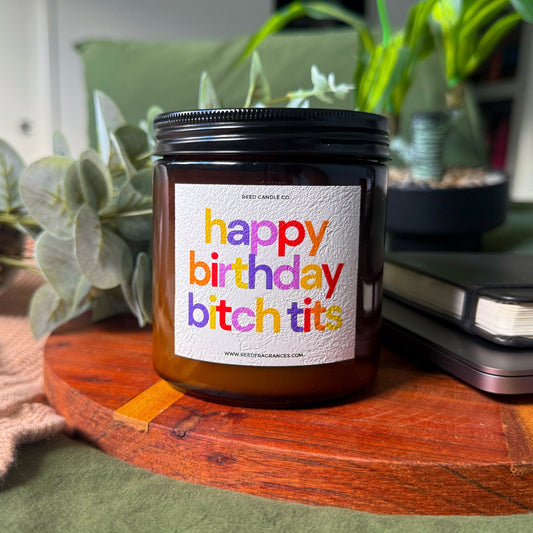 REED CANDLE CO.
happy
birthday
bitch tits
WWW.REEDFRAGRANCES.COM